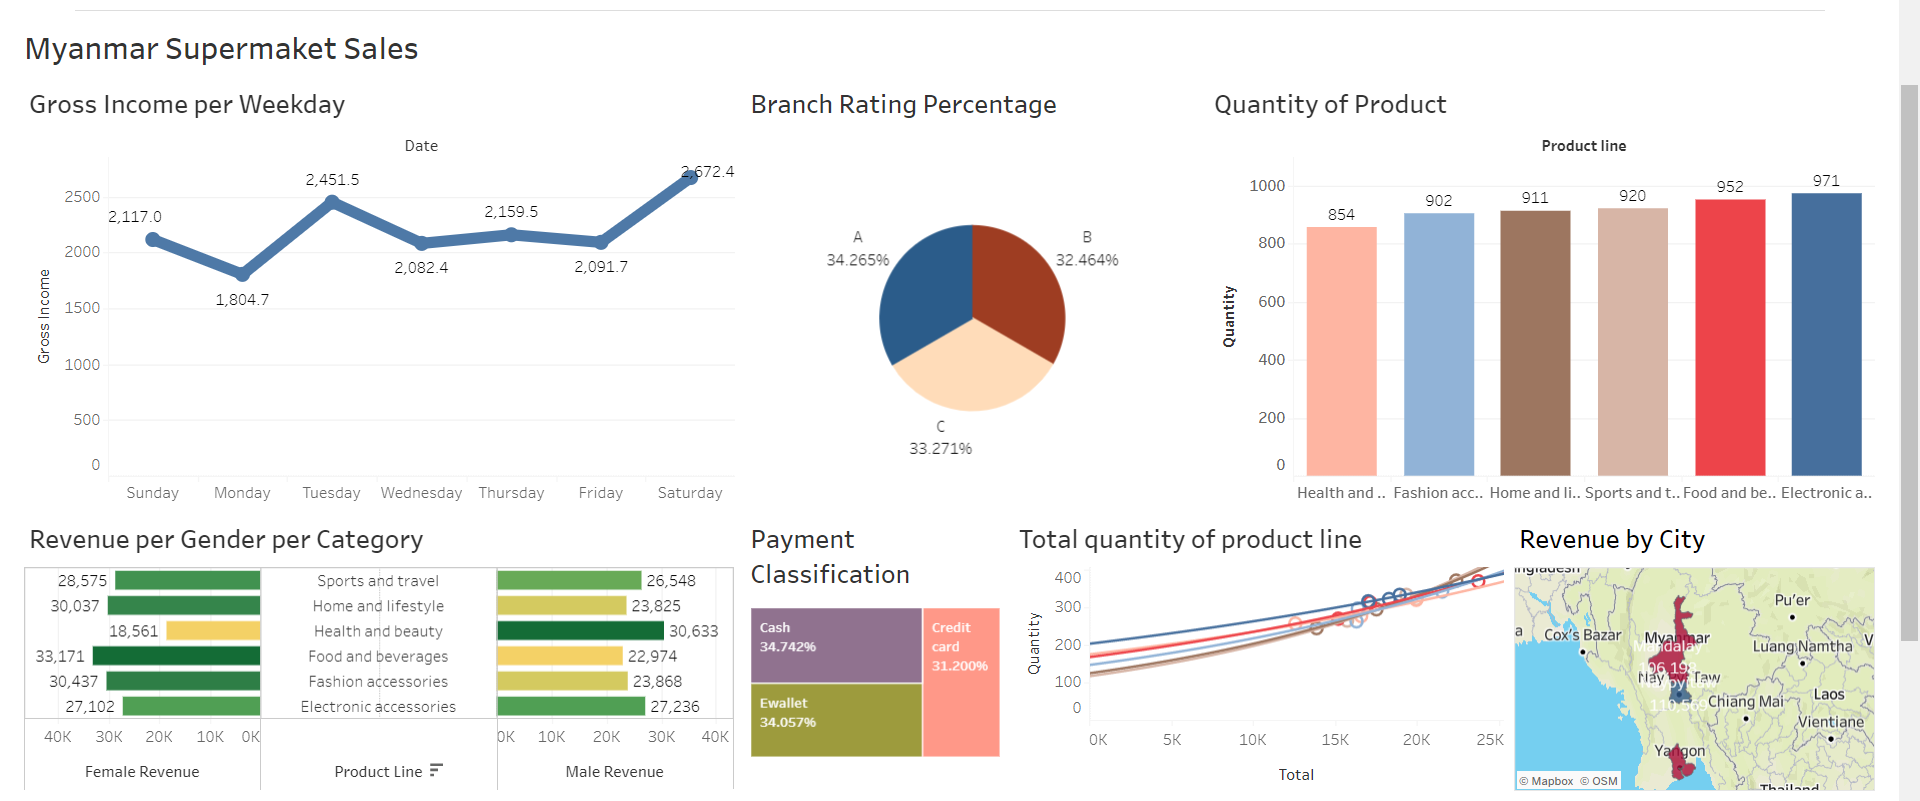 Myanmar Supermaket Sales
Gross Income per Weekday
Date
Gross Income
2500
2000
1500
1000
500
0
2,117.0
1,804.7
2,451.5
2,082.4
2,159.5
2,091.7
2,672.4
Sunday Monday Tuesday Wednesday Thursday Friday Saturday
Branch Rating Percentage
A
34.265%
B
32.464%
C
33.271%
Quantity of Product
Product line
Quantity
1000
800
600
400
200
0
854 902 911 920 952 971
Health and .. Fashion acc.. Home and li.. Sports and t.. Food and be.. Electronic a..
Revenue per Gender per Category
28,575 Sports and travel 26,548
30,037 Home and lifestyle 23,825
18,561 Health and beauty 30,633
33,171 Food and beverages 22,974
30,437 Fashion accessories 23,868
27,102 Electronic accessories 27,236
40K 30K 20K 10K 0K 0K 10K 20K 30K 40K
Female Revenue Product Line Male Revenue
Payment
Classification
Cash
34.742%
Ewallet
34.057%
Credit
card
31.200%
Total quantity of product line
Quantity
400
300
200
100
0
0K 5K 10K 15K 20K 25K
Total
Revenue by City
Pu'er
Cox's Bazar
Myanmar
Mandalay
106,198
Luang Namtha
V
Nay Taw
110,569
Chiang Mai
Laos
Vientiane
Yangon
Thailand
© Mapbox © OSM